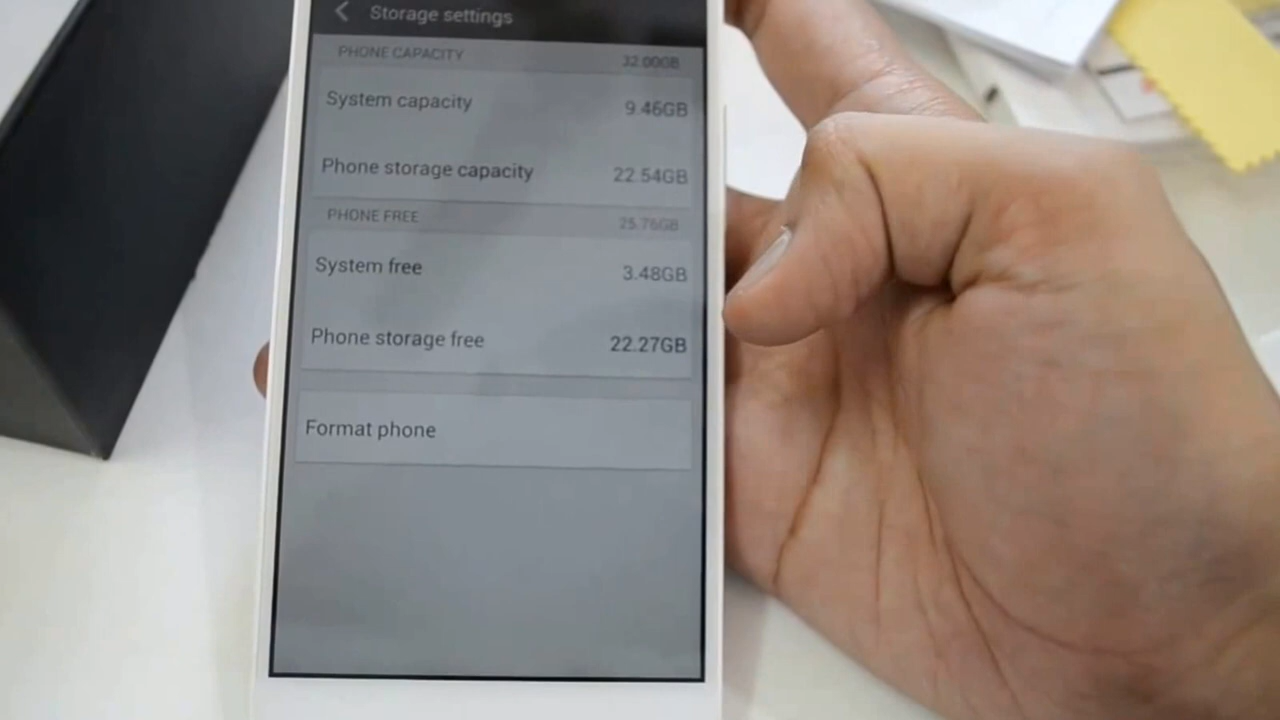 Storage settings
PHONE CAPACITY 32.00GB
System capacity 9.46GB
Phone storage capacity 22.54GB
PHONE FREE 25.76GB
System free 3.48GB
Phone storage free 22.27GB
Format phone